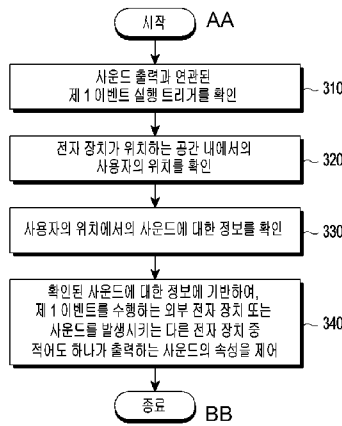 시작 AA
사운드 출력과 연관된
제 1 이벤트 실행 트리거를 확인
310
전자 장치가 위치하는 공간 내에서의
사용자의 위치를 확인
320
사용자의 위치에서의 사운드에 대한 정보를 확인
330
확인된 사운드에 대한 정보에 기반하여,
제 1 이벤트를 수행하는 외부 전자 장치 또는
사운드를 발생시키는 다른 전자 장치 중
적어도 하나가 출력하는 사운드의 속성을 제어
340
종료 BB